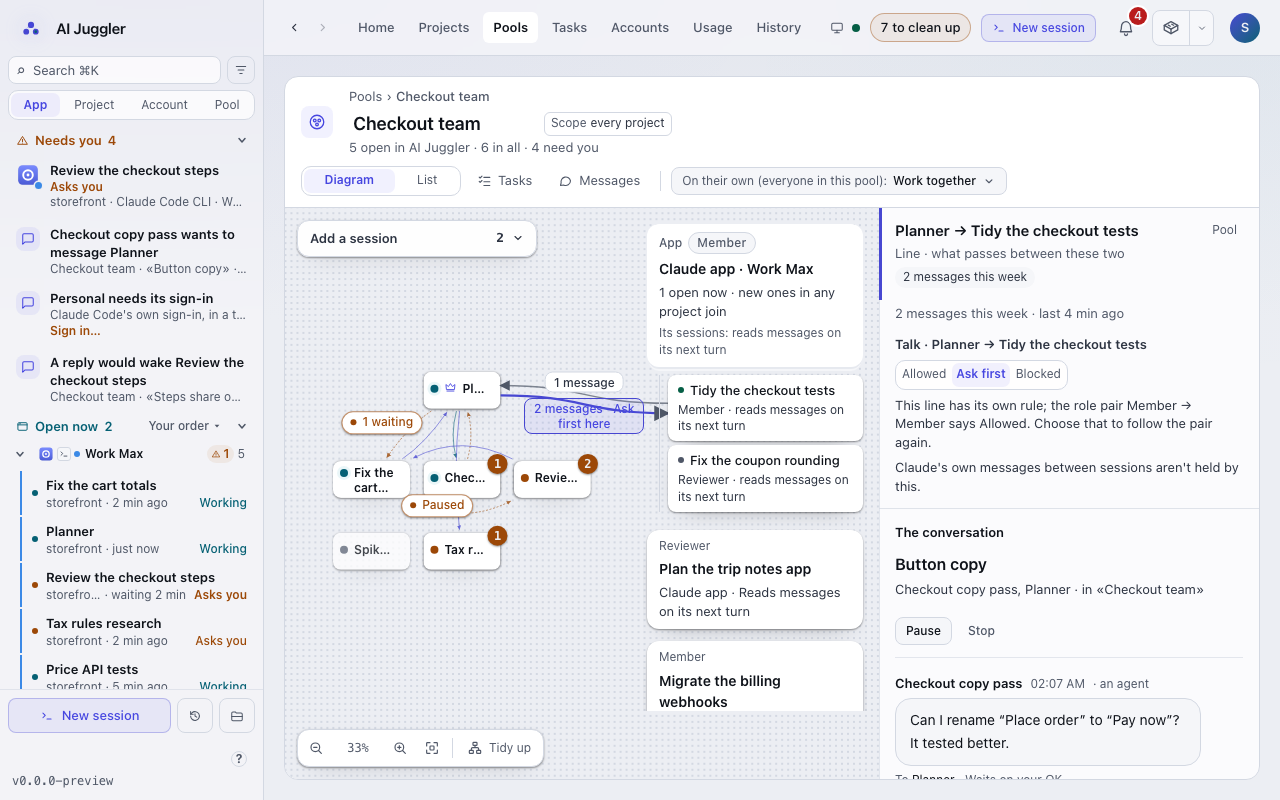 AI Juggler
Search ⌘K
App Project Account Pool
Needs you 4
Review the checkout steps
Asks you
storefront · Claude Code CLI · W…
Checkout copy pass wants to
message Planner
Checkout team · «Button copy» ·…
Personal needs its sign-in
Claude Code's own sign-in, in a t…
Sign in…
A reply would wake Review the
checkout steps
Checkout team · «Steps share o…
Open now 2 Your order
Work Max 1 5
Fix the cart totals
storefront · 2 min ago Working
Planner
storefront · just now Working
Review the checkout steps
storefro… · waiting 2 min Asks you
Tax rules research
storefront · 2 min ago Asks you
Price API tests
storefront · 5 min ago Working
New session
?
v0.0.0-preview
Home Projects Pools Tasks Accounts Usage History
7 to clean up
New session
4
S
Pools › Checkout team
Checkout team
Scope every project
5 open in AI Juggler · 6 in all · 4 need you
Diagram List Tasks Messages
On their own (everyone in this pool): Work together
Add a session 2
Pl…
1 message
2 messages · Ask
first here
1 waiting
Fix the
cart…
Chec…
1
Revie…
2
Paused
Spik…
Tax r…
1
App Member
Claude app · Work Max
1 open now · new ones in any
project join
Its sessions: reads messages on
its next turn
Tidy the checkout tests
Member · reads messages on
its next turn
Fix the coupon rounding
Reviewer · reads messages on
its next turn
Reviewer
Plan the trip notes app
Claude app · Reads messages
on its next turn
Member
Migrate the billing
webhooks
33%
Tidy up
Planner → Tidy the checkout tests Pool
Line · what passes between these two
2 messages this week
2 messages this week · last 4 min ago
Talk · Planner → Tidy the checkout tests
Allowed Ask first Blocked
This line has its own rule; the role pair Member →
Member says Allowed. Choose that to follow the pair
again.
Claude's own messages between sessions aren't held by
this.
The conversation
Button copy
Checkout copy pass, Planner · in «Checkout team»
Pause Stop
Checkout copy pass 02:07 AM · an agent
Can I rename “Place order” to “Pay now”?
It tested better.
To Planner · Waits on your OK